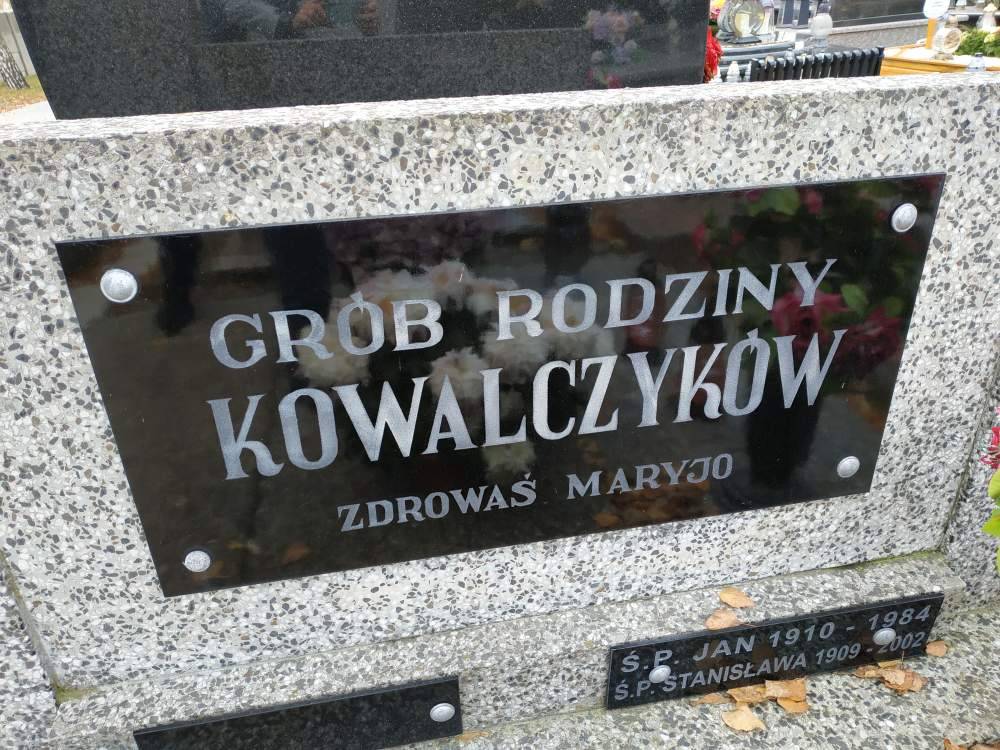 GRÓB RODZINY
KOWALCZYKÓW
ZDROWAŚ MARYJO
Ś.P. JAN 1910 - 1984
Ś.P. STANISŁAWA 1909 - 2002